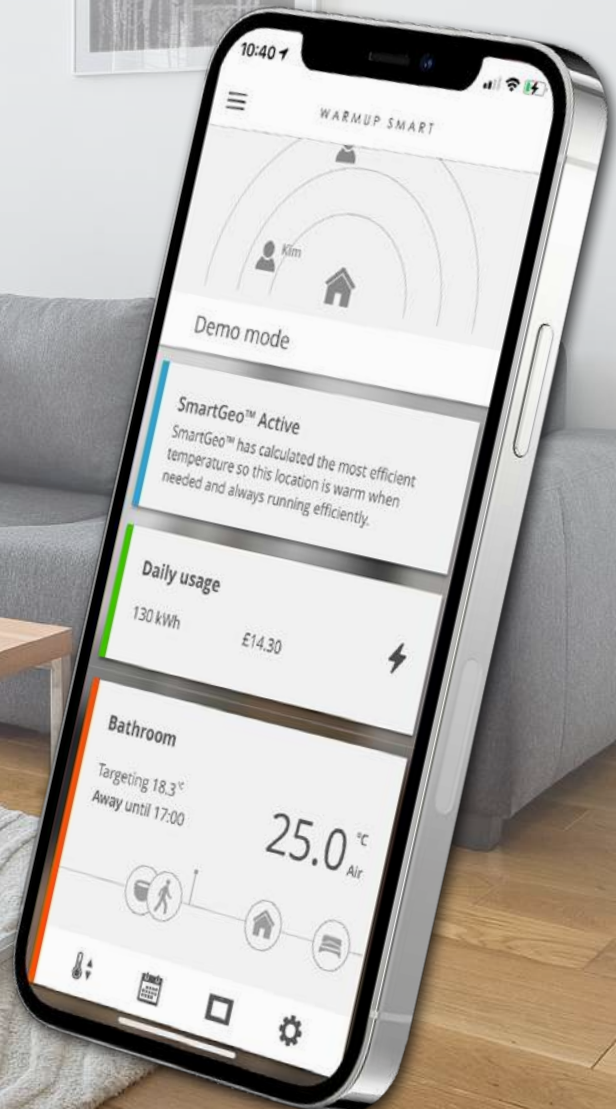 10:40
WARMUP SMART
Kim
Demo mode
SmartGeo™ Active
SmartGeo™ has calculated the most efficient
temperature so this location is warm when
needed and always running efficiently.
Daily usage
130 kWh
£14.30
Bathroom
Targeting 18.3°C
Away until 17:00
25.0 °C
Air